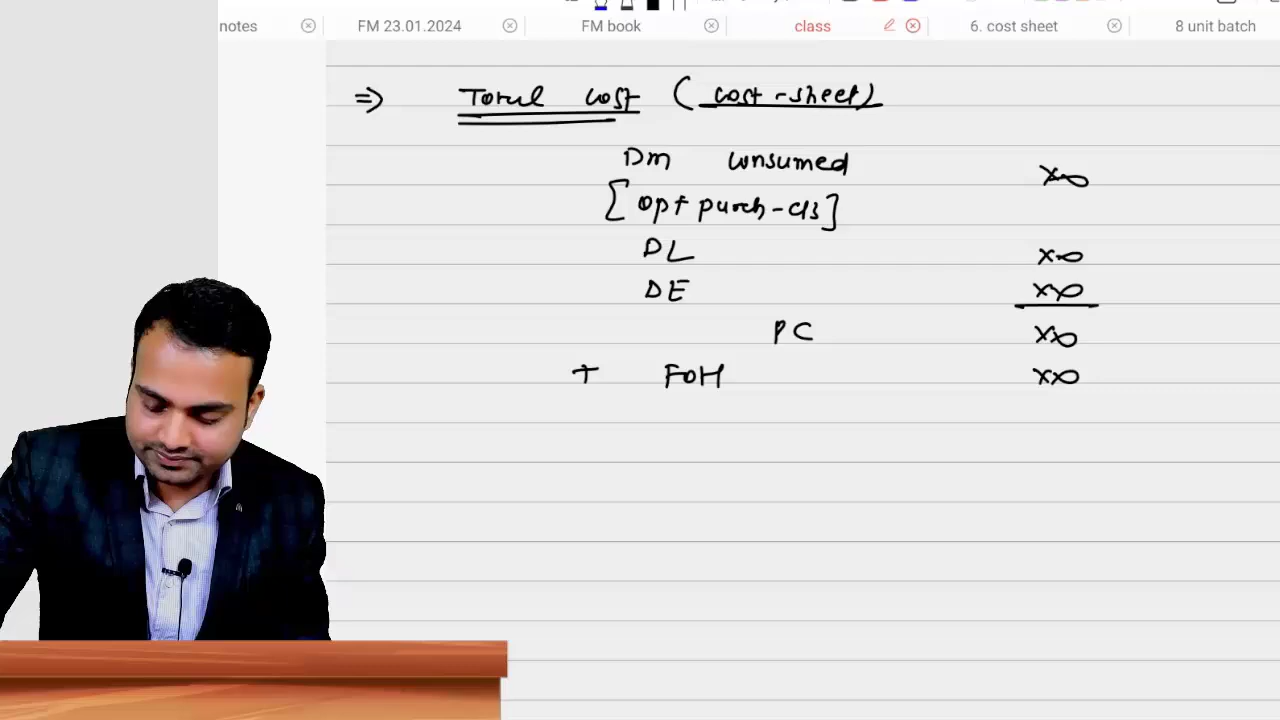 notes FM 23.01.2024 FM book class 6. cost sheet 8 unit batch
⇒ Total cost (cost-sheet)
DM consumed xx
[op + purch - cls]
DL xx
DE xx
PC xx
+ FOH xx